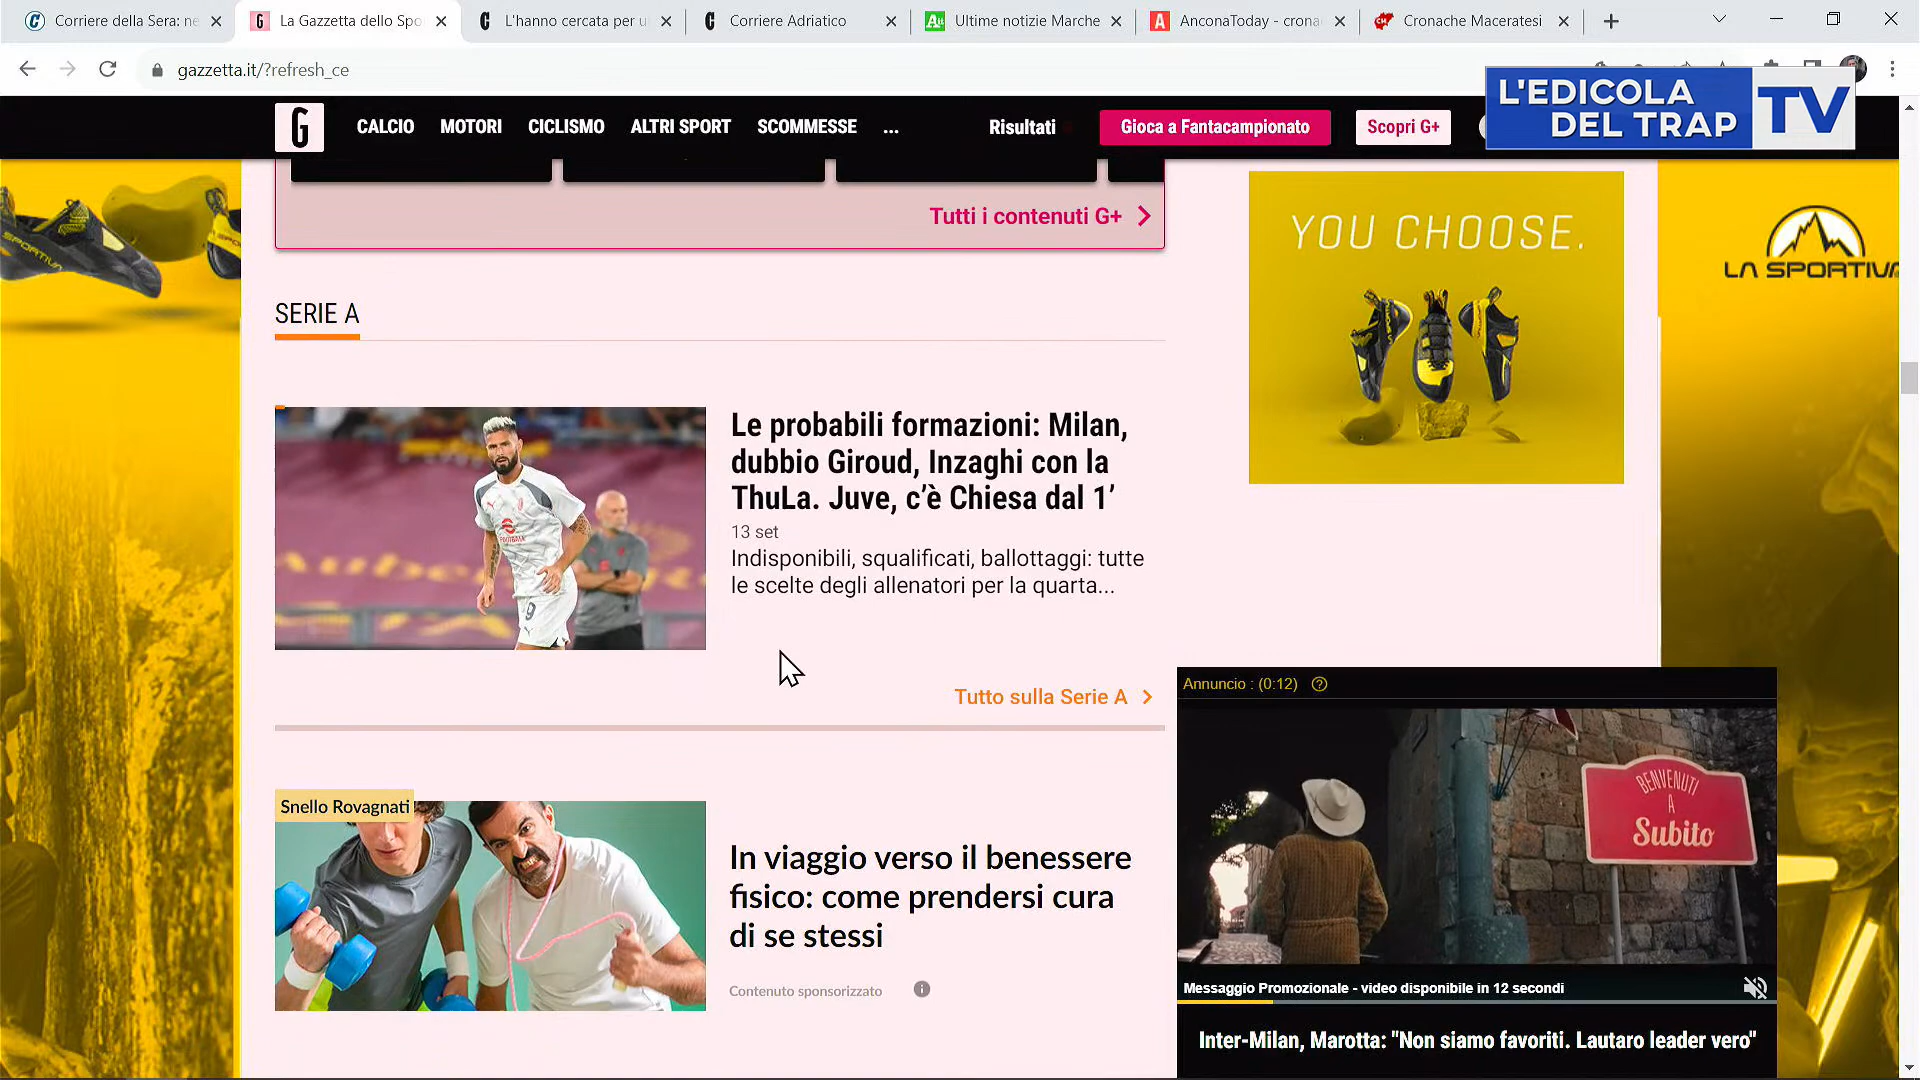 Corriere della Sera: ne
La Gazzetta dello Spo
L'hanno cercata per u
Corriere Adriatico
Ultime notizie Marche
AnconaToday - crona
Cronache Maceratesi
gazzetta.it/?refresh_ce
L'EDICOLA
DEL TRAP
TV
G
CALCIO
MOTORI
CICLISMO
ALTRI SPORT
SCOMMESSE
...
Risultati
Gioca a Fantacampionato
Scopri G+
Tutti i contenuti G+
YOU CHOOSE.
LA SPORTIVA
SPORTIVA
SERIE A
Le probabili formazioni: Milan,
dubbio Giroud, Inzaghi con la
ThuLa. Juve, c'è Chiesa dal 1’
13 set
Indisponibili, squalificati, ballottaggi: tutte
le scelte degli allenatori per la quarta...
Tutto sulla Serie A
Annuncio : (0:12)
BENVENUTI
A
Subito
Snello Rovagnati
In viaggio verso il benessere
fisico: come prendersi cura
di se stessi
Contenuto sponsorizzato
Messaggio Promozionale - video disponibile in 12 secondi
Inter-Milan, Marotta: "Non siamo favoriti. Lautaro leader vero"